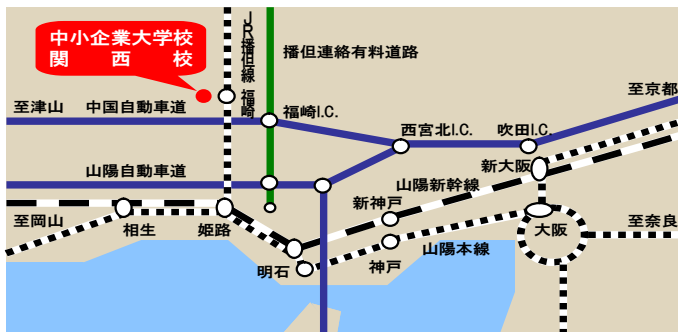 中小企業大学校
関西校
JR播但線
福崎
播但連絡有料道路
至京都
至津山
中国自動車道
福崎I.C.
西宮北I.C.
吹田I.C.
新大阪
山陽自動車道
山陽新幹線
新神戸
至岡山
相生
姫路
大阪
至奈良
明石
神戸
山陽本線